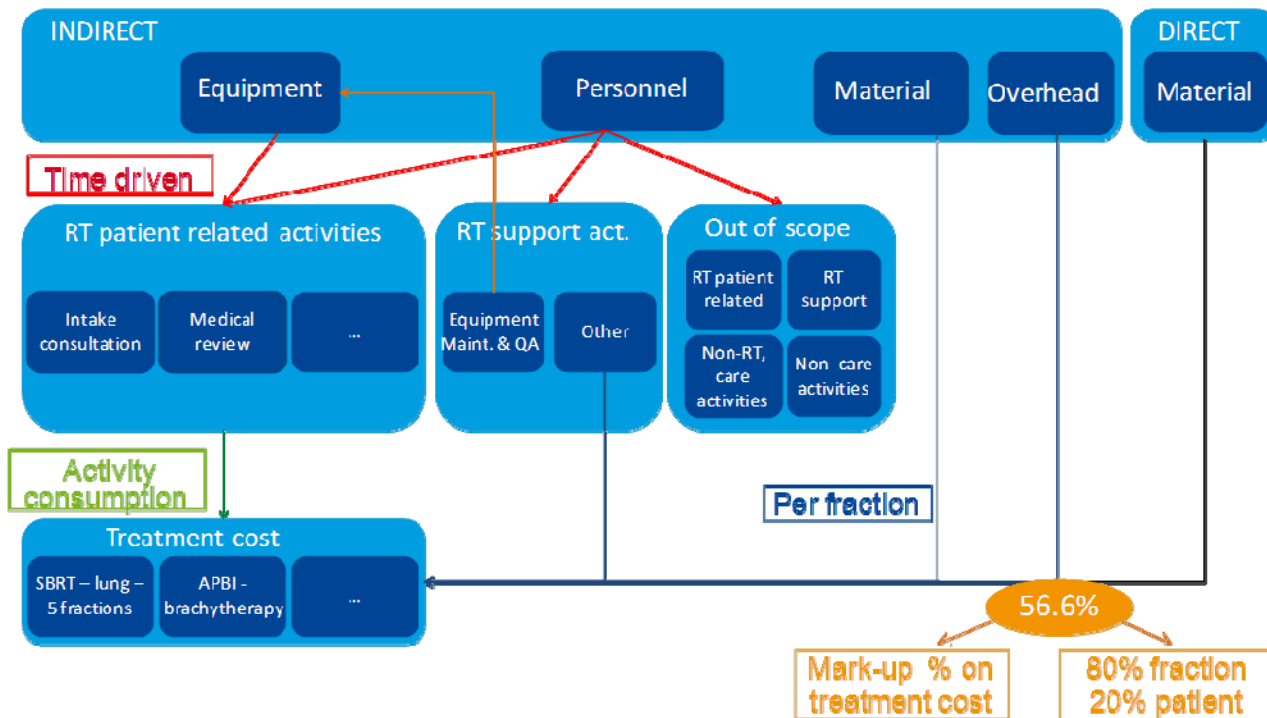 INDIRECT
DIRECT
Equipment
Personnel
Material
Overhead
Material
Time driven
RT patient related activities
RT support act.
Out of scope
Intake
consultation
Medical
review
...
Equipment
Maint. & QA
Other
RT patient
related
RT
support
Non-RT,
care
activities
Non care
activities
Activity
consumption
Per fraction
Treatment cost
SBRT – lung –
5 fractions
APBI -
brachytherapy
...
56.6%
Mark-up % on
treatment cost
80% fraction
20% patient